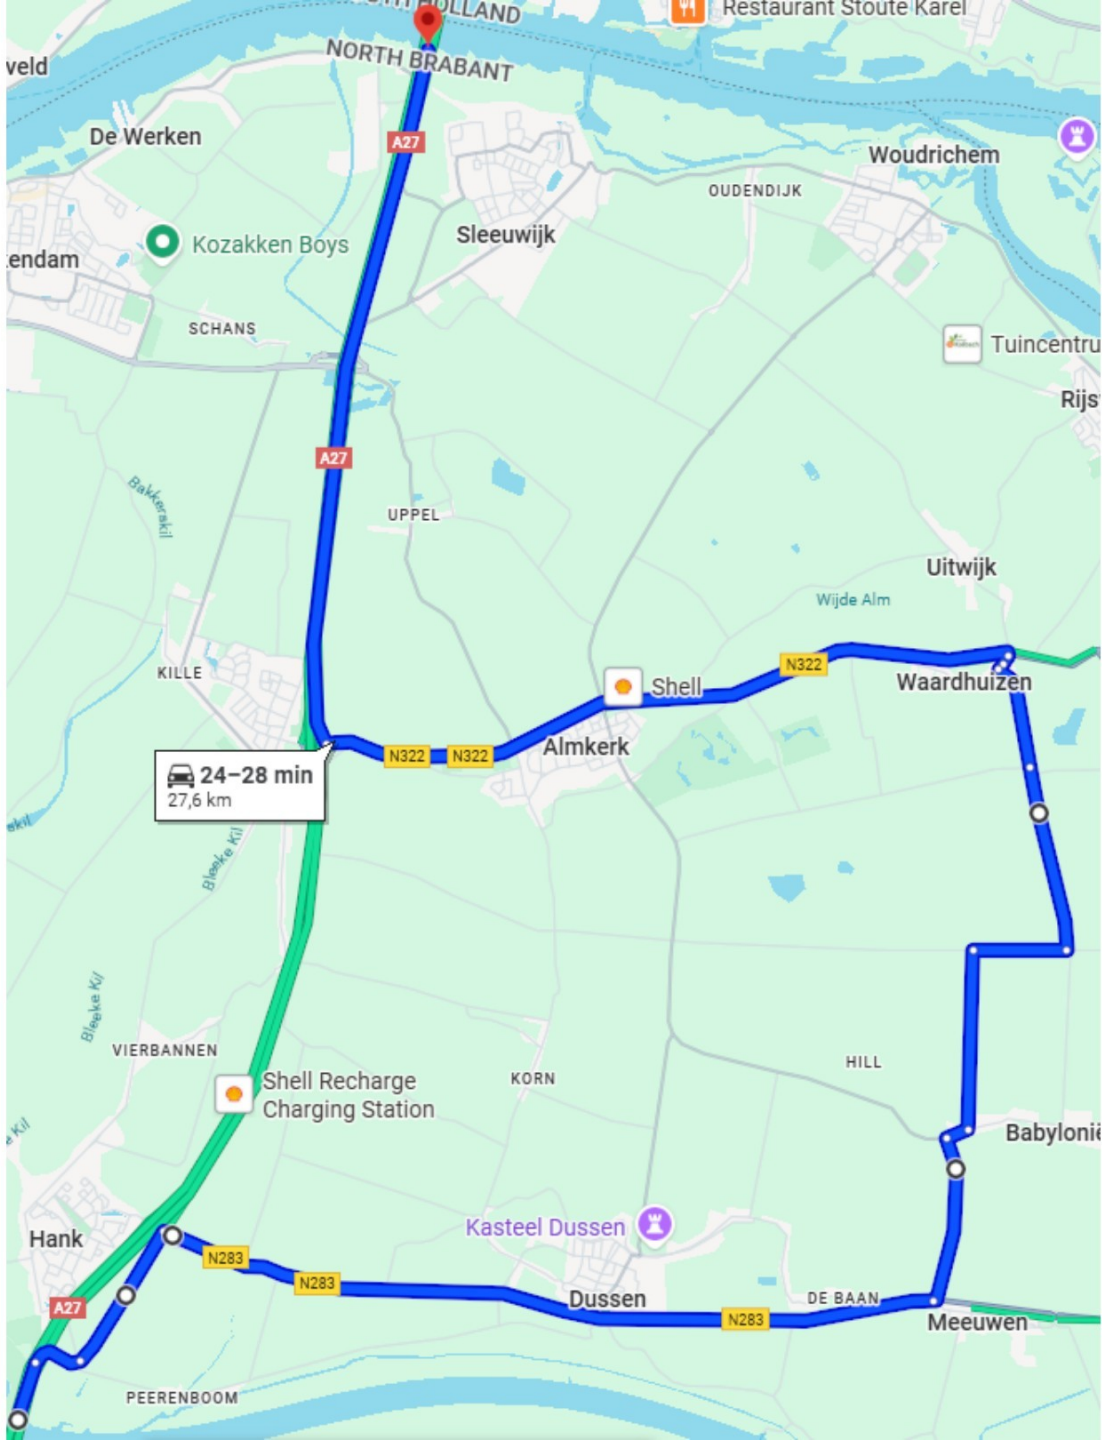 HOLLAND
Restaurant Stoute Karel
NORTH BRABANT
veld
De Werken
A27
Woudrichem
OUDENDIJK
Sleeuwijk
Kozakken Boys
endam
SCHANS
Tuincentru
Rijs
A27
Bakkerskil
UPPEL
Uitwijk
Wijde Alm
KILLE
N322
Waardhuizen
Shell
Almkerk
N322
N322
24–28 min
27,6 km
skil
Bleeke Kil
Bleeke Kil
VIERBANNEN
HILL
Shell Recharge
Charging Station
KORN
e Kil
Babylonië
Kasteel Dussen
Hank
N283
N283
A27
Dussen
DE BAAN
N283
Meeuwen
PEERENBOOM